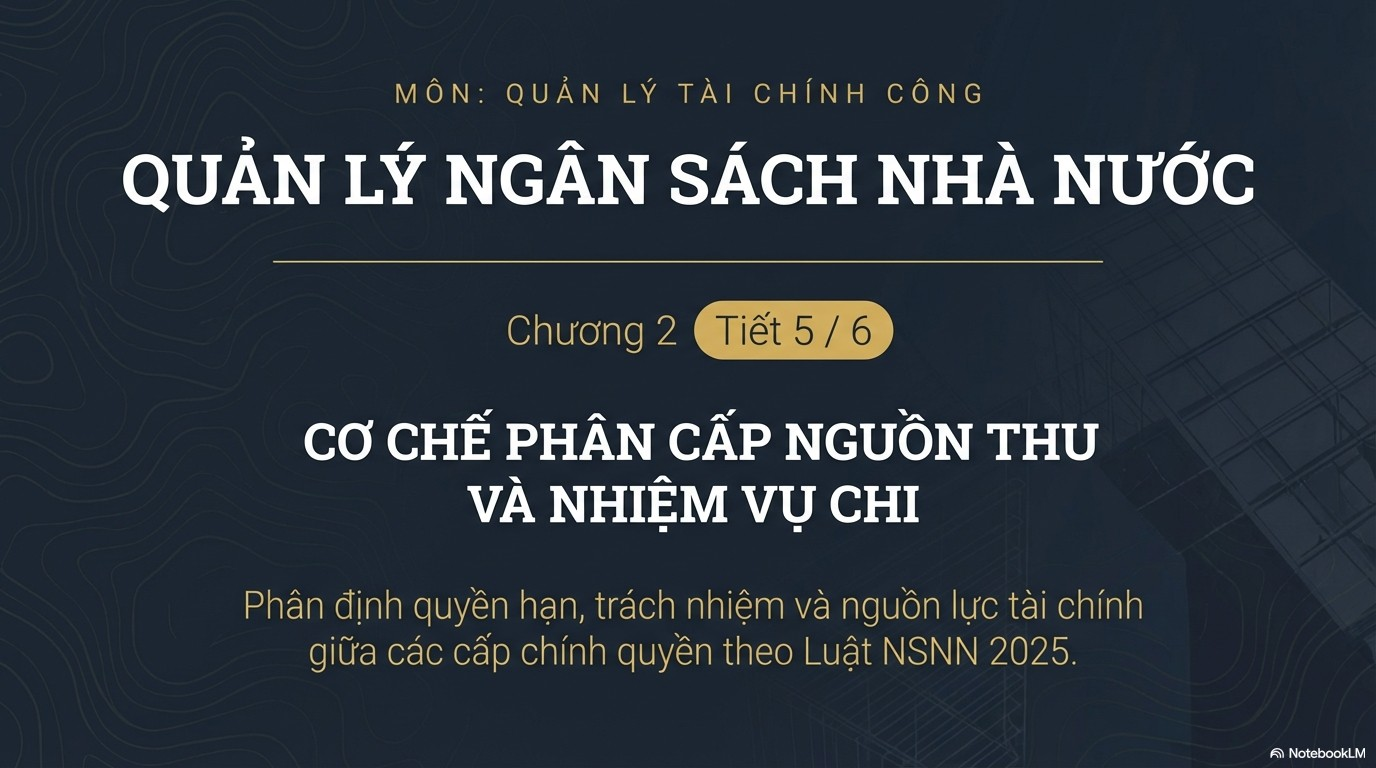 MÔN: QUẢN LÝ TÀI CHÍNH CÔNG
QUẢN LÝ NGÂN SÁCH NHÀ NƯỚC
Chương 2 Tiết 5 / 6
CƠ CHẾ PHÂN CẤP NGUỒN THU
VÀ NHIỆM VỤ CHI
Phân định quyền hạn, trách nhiệm và nguồn lực tài chính
giữa các cấp chính quyền theo Luật NSNN 2025.
NotebookLM